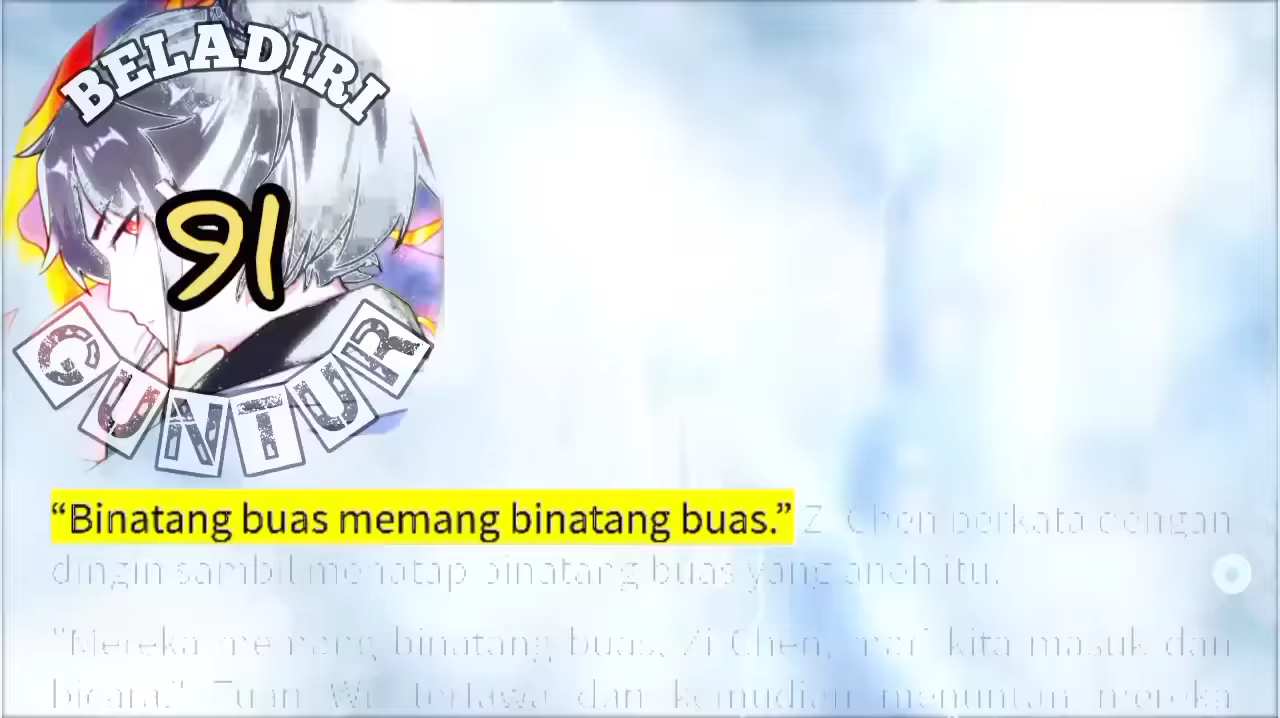 BELADIRI
91
GUNTUR
“Binatang buas memang binatang buas.” Zi Chen berkata dengan
dingin sambil menatap binatang buas yang aneh itu.
"Mereka memang binatang buas, Zi Chen, mari kita masuk dan
bicara." Tuan Wu tertawa dan kemudian menuntun mereka